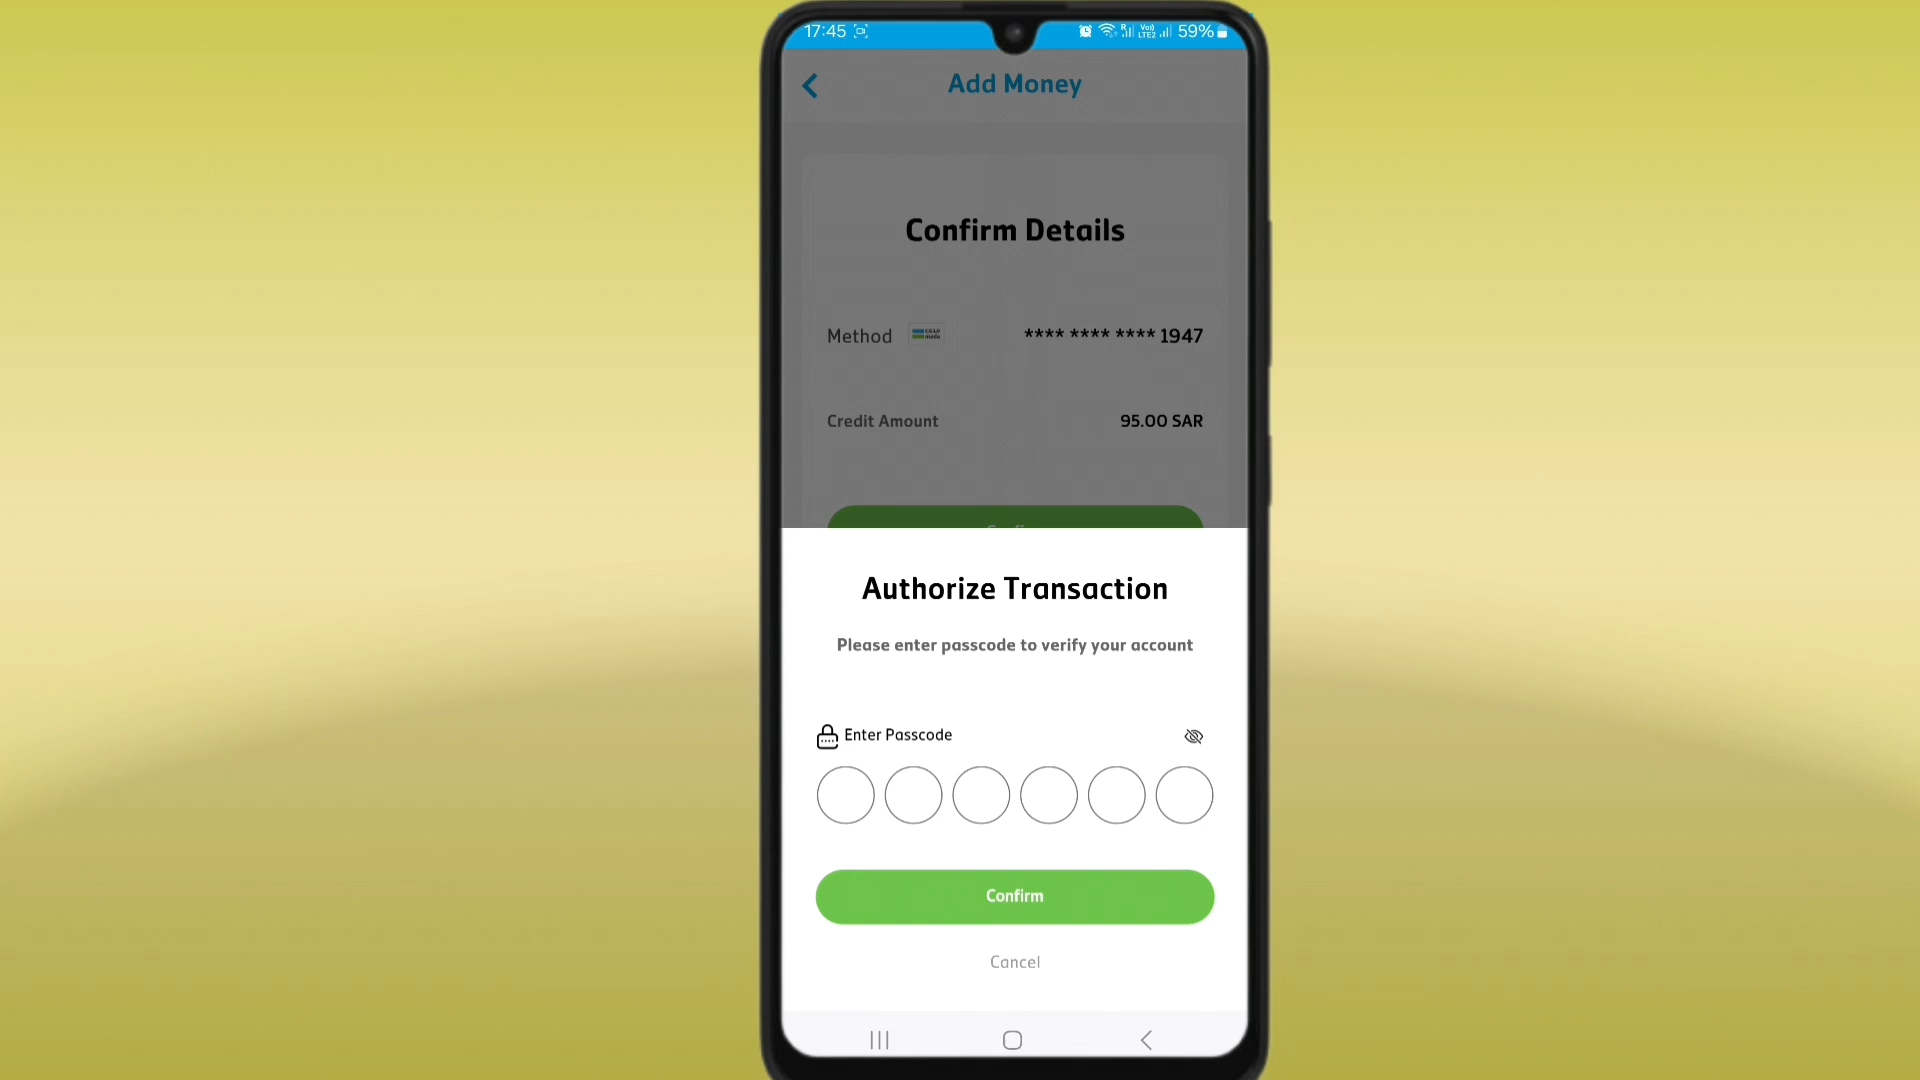 17:45 59%
Add Money
Confirm Details
Method mada **** **** **** 1947
Credit Amount 95.00 SAR
Authorize Transaction
Please enter passcode to verify your account
Enter Passcode
Confirm
Cancel